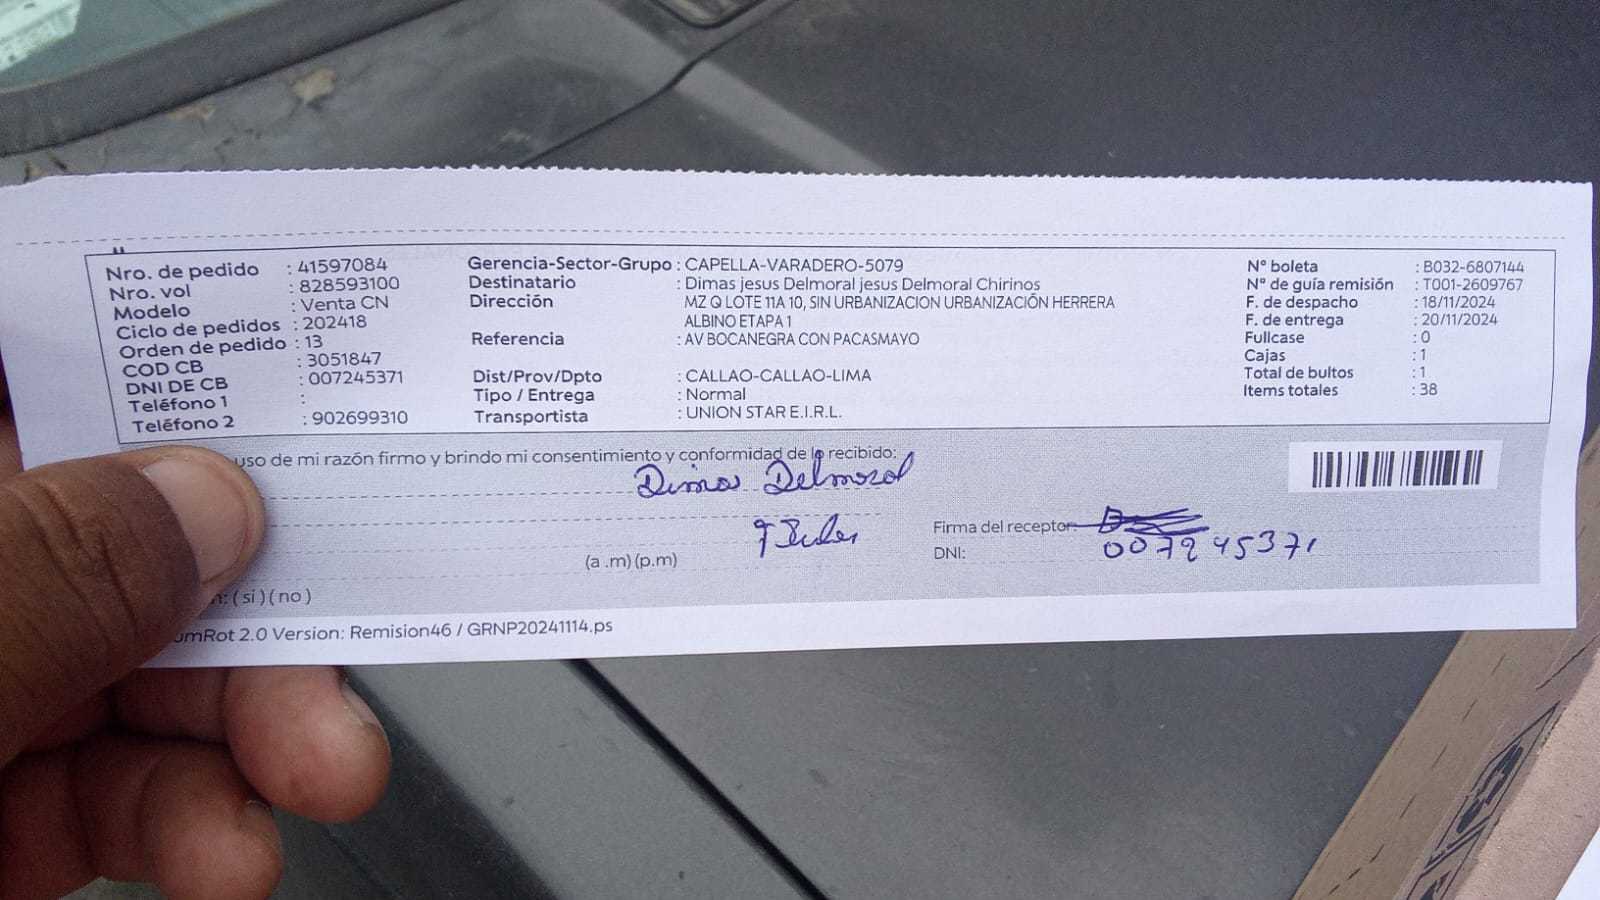 Nro. de pedido : 41597084
Nro. vol : 828593100
Modelo : Venta CN
Ciclo de pedidos : 202418
Orden de pedido : 13
COD CB : 3051847
DNI DE CB : 007245371
Teléfono 1 :
Teléfono 2 : 902699310
Gerencia-Sector-Grupo : CAPELLA-VARADERO-5079
Destinatario : Dimas jesus Delmoral jesus Delmoral Chirinos
Dirección MZ Q LOTE 11A 10, SIN URBANIZACION URBANIZACIÓN HERRERA
ALBINO ETAPA 1
Referencia : AV BOCANEGRA CON PACASMAYO
Dist/Prov/Dpto : CALLAO-CALLAO-LIMA
Tipo / Entrega : Normal
Transportista : UNION STAR E.I.R.L.
N° boleta : B032-6807144
N° de guía remisión : T001-2609767
F. de despacho : 18/11/2024
F. de entrega : 20/11/2024
Fullcase : 0
Cajas : 1
Total de bultos : 1
Items totales : 38
uso de mi razón firmo y brindo mi consentimiento y conformidad de lo recibido:
Dimas Delmoral
Firma del receptor:
(a .m) (p.m)
DNI: 007245371
: ( si ) ( no )
umRot 2.0 Version: Remision46 / GRNP20241114.ps